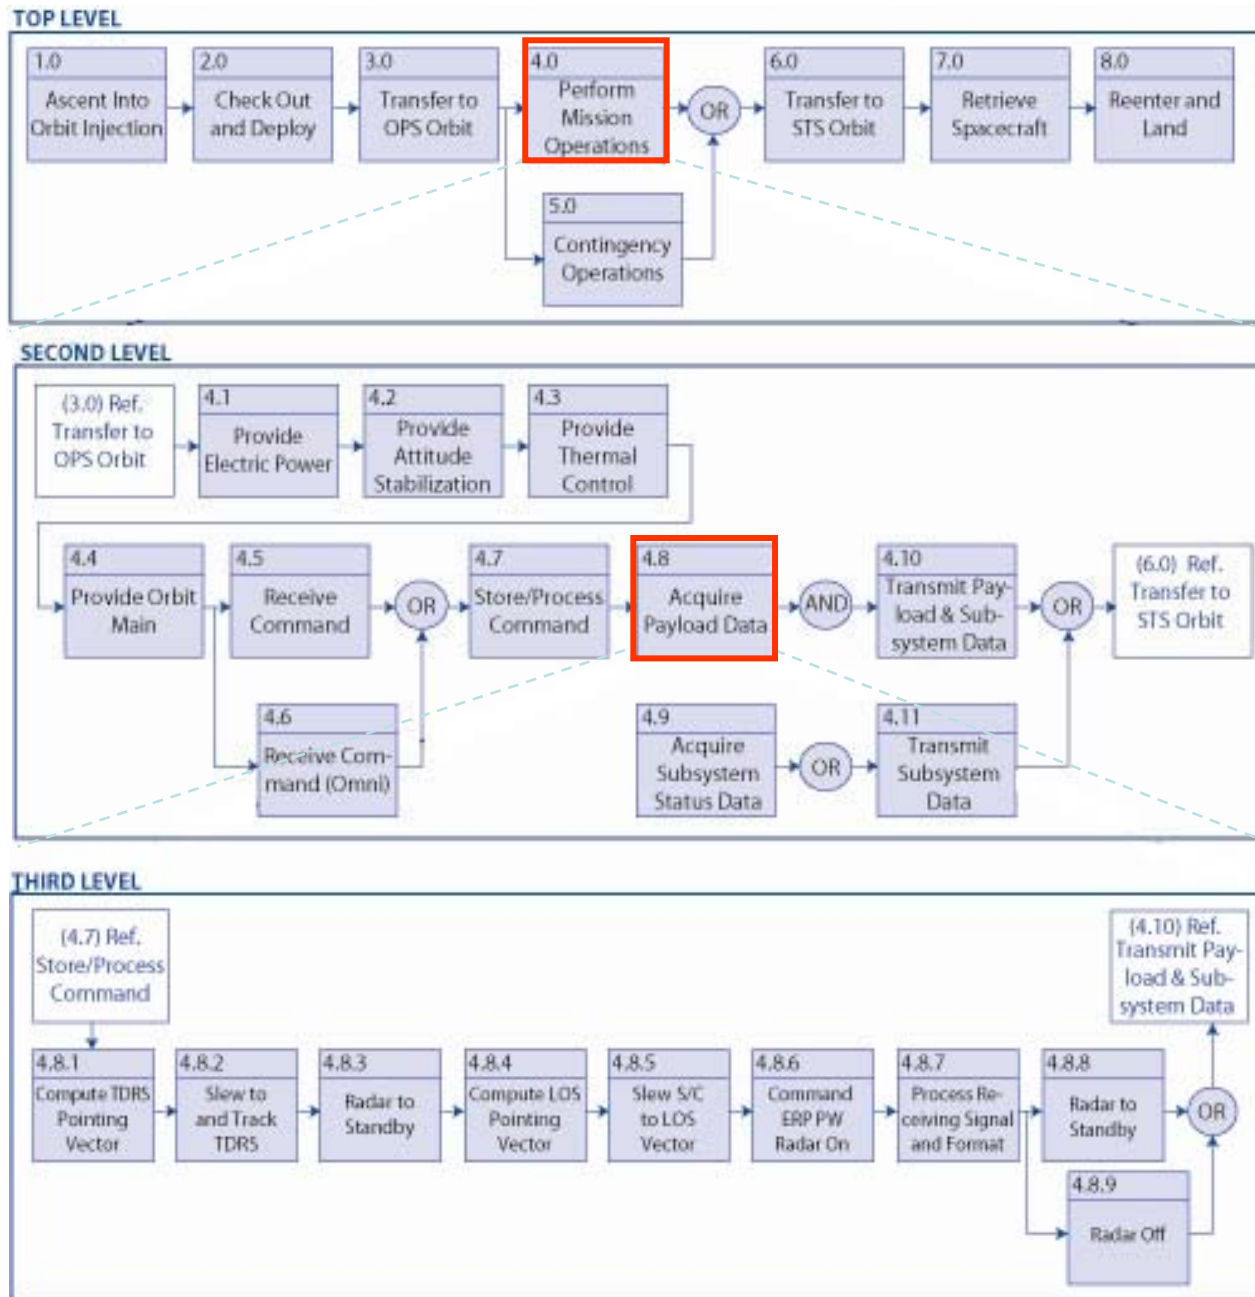 TOP LEVEL
1.0
Ascent Into
Orbit Injection
2.0
Check Out
and Deploy
3.0
Transfer to
OPS Orbit
4.0
Perform
Mission
Operations
OR
6.0
Transfer to
STS Orbit
7.0
Retrieve
Spacecraft
8.0
Reenter and
Land
5.0
Contingency
Operations
SECOND LEVEL
(3.0) Ref.
Transfer to
OPS Orbit
4.1
Provide
Electric Power
4.2
Provide
Attitude
Stabilization
4.3
Provide
Thermal
Control
4.4
Provide Orbit
Main
4.5
Receive
Command
OR
4.7
Store/Process
Command
4.8
Acquire
Payload Data
AND
4.10
Transmit Pay-
load & Sub-
system Data
OR
(6.0) Ref.
Transfer to
STS Orbit
4.6
Receive Com-
mand (Omni)
4.9
Acquire
Subsystem
Status Data
OR
4.11
Transmit
Subsystem
Data
THIRD LEVEL
(4.7) Ref.
Store/Process
Command
(4.10) Ref.
Transmit Pay-
load & Sub-
system Data
4.8.1
Compute TDRS
Pointing
Vector
4.8.2
Slew to
and Track
TDRS
4.8.3
Radar to
Standby
4.8.4
Compute LOS
Pointing
Vector
4.8.5
Slew S/C
to LOS
Vector
4.8.6
Command
ERP PW
Radar On
4.8.7
Process Re-
ceiving Signal
and Format
4.8.8
Radar to
Standby
OR
4.8.9
Radar Off